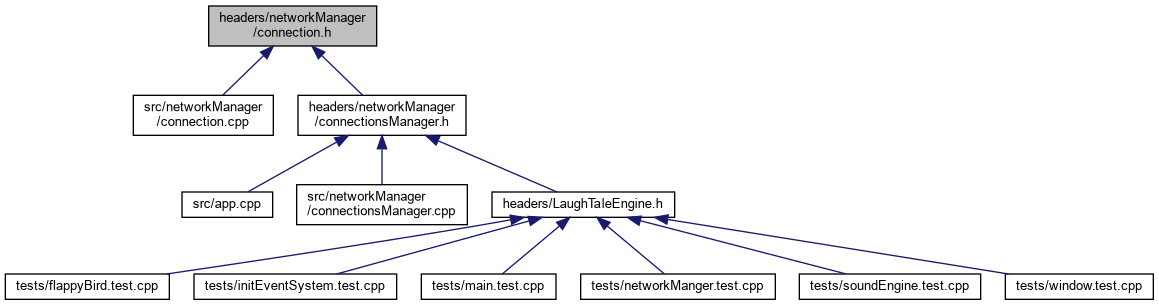 headers/networkManager
/connection.h
src/networkManager
/connection.cpp
headers/networkManager
/connectionsManager.h
src/app.cpp
src/networkManager
/connectionsManager.cpp
headers/LaughTaleEngine.h
tests/flappyBird.test.cpp
tests/initEventSystem.test.cpp
tests/main.test.cpp
tests/networkManger.test.cpp
tests/soundEngine.test.cpp
tests/window.test.cpp